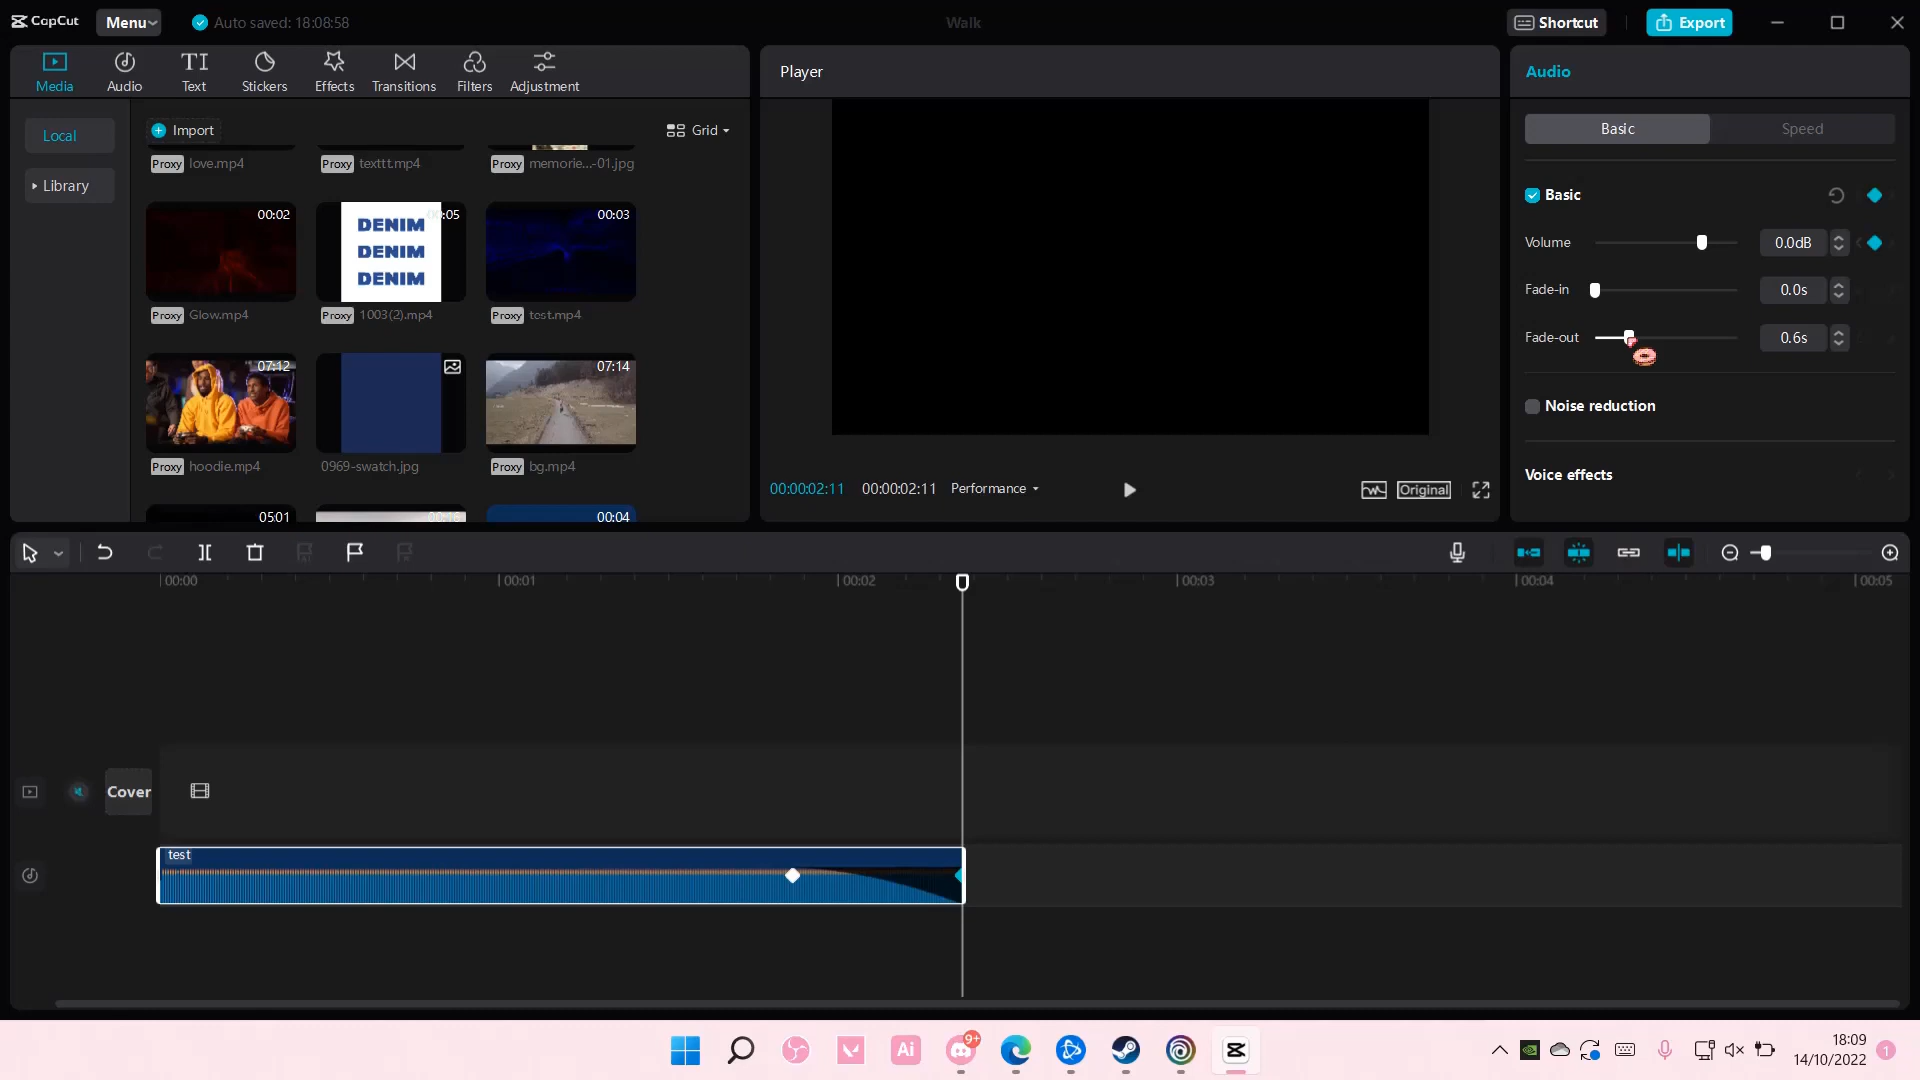 CapCut
Menu
Auto saved: 18:08:58
Walk
Shortcut
Export
Media
Audio
Text
Stickers
Effects
Transitions
Filters
Adjustment
Player
Audio
Local
Library
Import
Grid
Basic
Speed
Proxy love.mp4
Proxy texttt.mp4
Proxy memorie...-01.jpg
00:02
:05
00:03
DENIM
DENIM
DENIM
Proxy Glow.mp4
Proxy 1003(2).mp4
Proxy test.mp4
07:12
07:14
Proxy hoodie.mp4
0969-swatch.jpg
Proxy bg.mp4
05:01
00:04
Basic
Volume
0.0dB
Fade-in
0.0s
Fade-out
0.6s
Noise reduction
Voice effects
00:00:02:11
00:00:02:11
Performance
Original
00:00
00:01
00:02
00:03
00:04
00:05
Cover
test
Ai
9+
18:09
14/10/2022
1